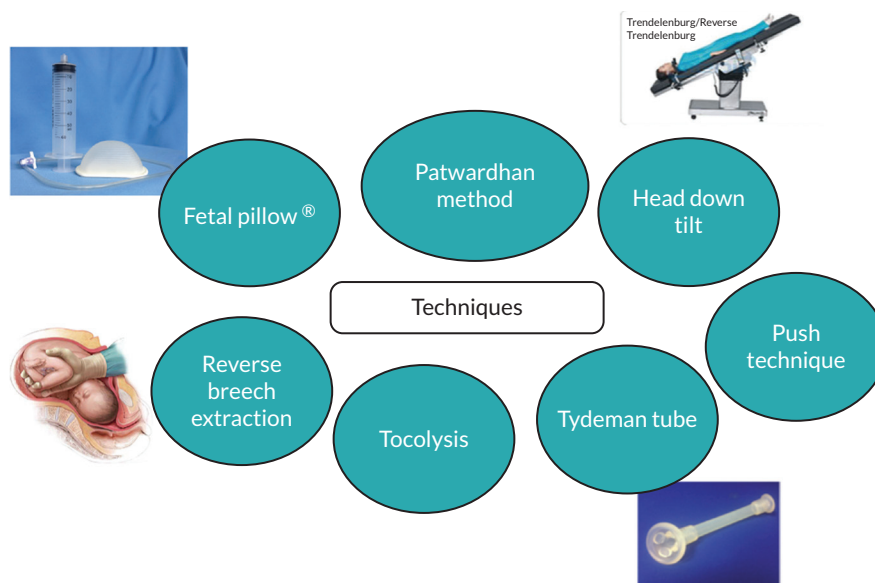 Trendelenburg/Reverse
Trendelenburg
Patwardhan
method
Fetal pillow ®
Head down
tilt
Techniques
Push
technique
Reverse
breech
extraction
Tocolysis
Tydeman tube